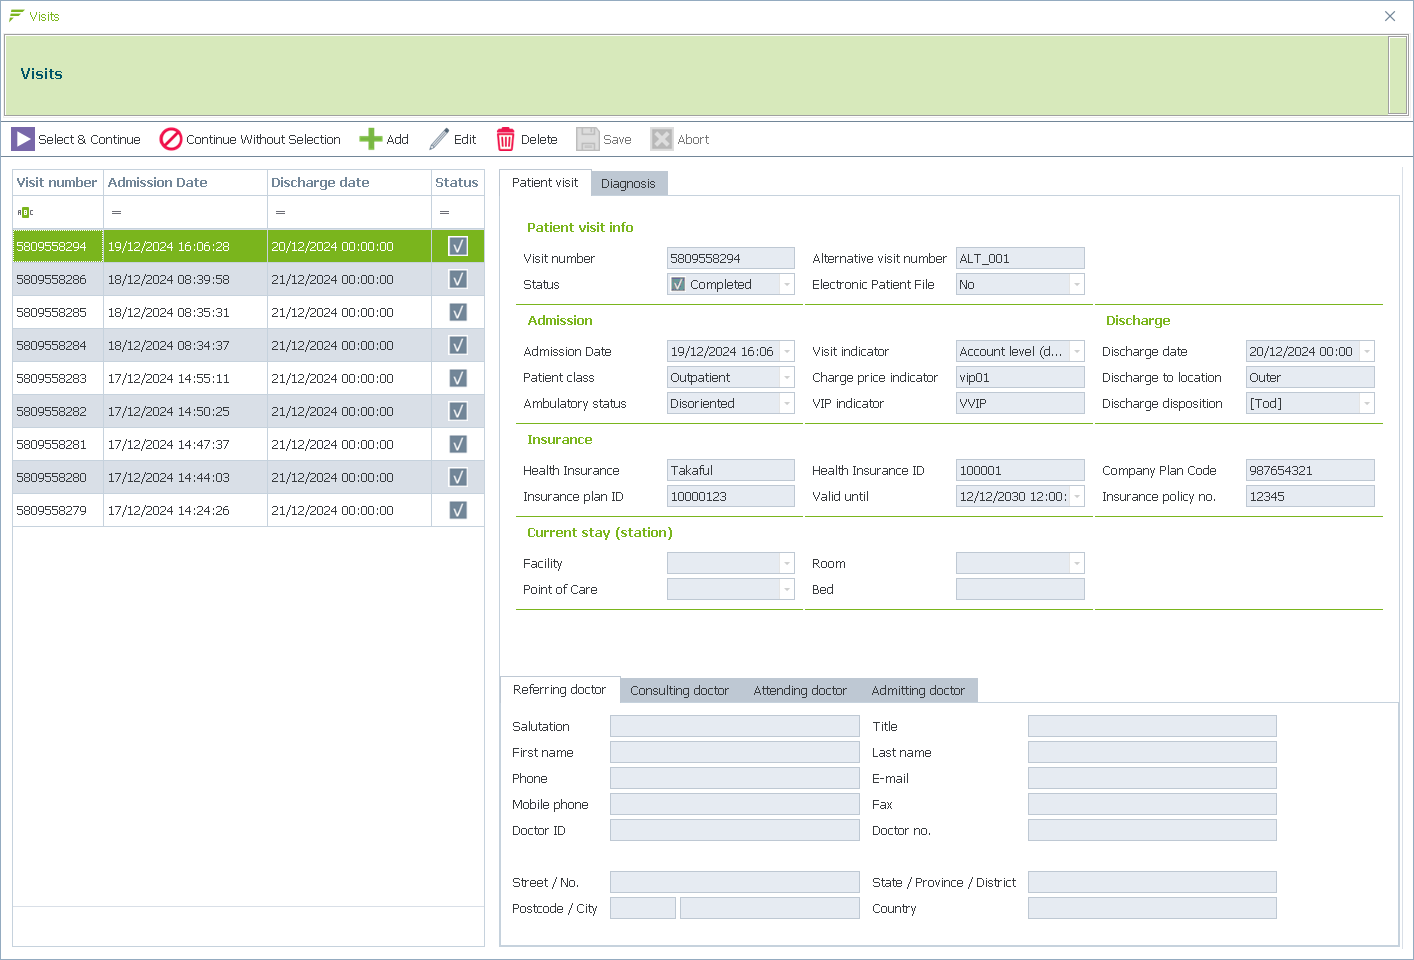 Visits
Visits
Select & Continue Continue Without Selection Add Edit Delete Save Abort
Visit number Admission Date Discharge date Status
ABC = = =
5809558294 19/12/2024 16:06:28 20/12/2024 00:00:00
5809558286 18/12/2024 08:39:58 21/12/2024 00:00:00
5809558285 18/12/2024 08:35:31 21/12/2024 00:00:00
5809558284 18/12/2024 08:34:37 21/12/2024 00:00:00
5809558283 17/12/2024 14:55:11 21/12/2024 00:00:00
5809558282 17/12/2024 14:50:25 21/12/2024 00:00:00
5809558281 17/12/2024 14:47:37 21/12/2024 00:00:00
5809558280 17/12/2024 14:44:03 21/12/2024 00:00:00
5809558279 17/12/2024 14:24:26 21/12/2024 00:00:00
Patient visit Diagnosis
Patient visit info
Visit number 5809558294 Alternative visit number ALT_001
Status Completed Electronic Patient File No
Admission Discharge
Admission Date 19/12/2024 16:06 Visit indicator Account level (d... Discharge date 20/12/2024 00:00
Patient class Outpatient Charge price indicator vip01 Discharge to location Outer
Ambulatory status Disoriented VIP indicator VVIP Discharge disposition [Tod]
Insurance
Health Insurance Takaful Health Insurance ID 100001 Company Plan Code 987654321
Insurance plan ID 10000123 Valid until 12/12/2030 12:00: Insurance policy no. 12345
Current stay (station)
Facility Room
Point of Care Bed
Referring doctor Consulting doctor Attending doctor Admitting doctor
Salutation Title
First name Last name
Phone E-mail
Mobile phone Fax
Doctor ID Doctor no.
Street / No. State / Province / District
Postcode / City Country